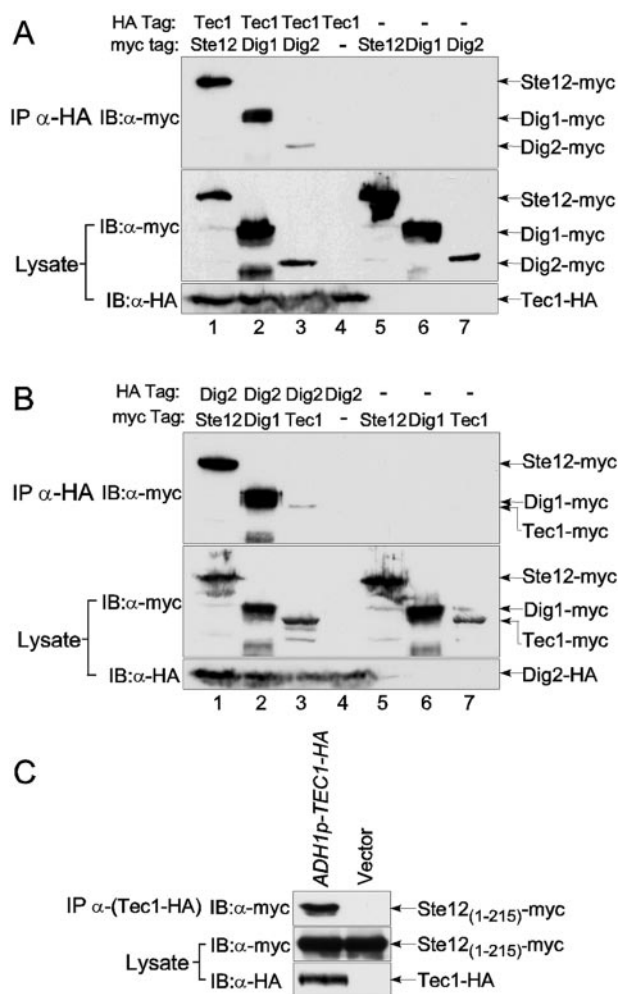 A
HA Tag: Tec1 Tec1 Tec1 Tec1 - - -
myc tag: Ste12 Dig1 Dig2 - Ste12 Dig1 Dig2
IP α-HA IB:α-myc
Ste12-myc
Dig1-myc
Dig2-myc
Lysate
IB:α-myc
Ste12-myc
Dig1-myc
Dig2-myc
IB:α-HA
Tec1-HA
1 2 3 4 5 6 7
B
HA Tag: Dig2 Dig2 Dig2 Dig2 - - -
myc Tag: Ste12 Dig1 Tec1 - Ste12 Dig1 Tec1
IP α-HA IB:α-myc
Ste12-myc
Dig1-myc
Tec1-myc
Lysate
IB:α-myc
Ste12-myc
Dig1-myc
Tec1-myc
IB:α-HA
Dig2-HA
1 2 3 4 5 6 7
C
ADH1p-TEC1-HA
Vector
IP α-(Tec1-HA) IB:α-myc Ste12(1-215)-myc
Lysate
IB:α-myc Ste12(1-215)-myc
IB:α-HA Tec1-HA